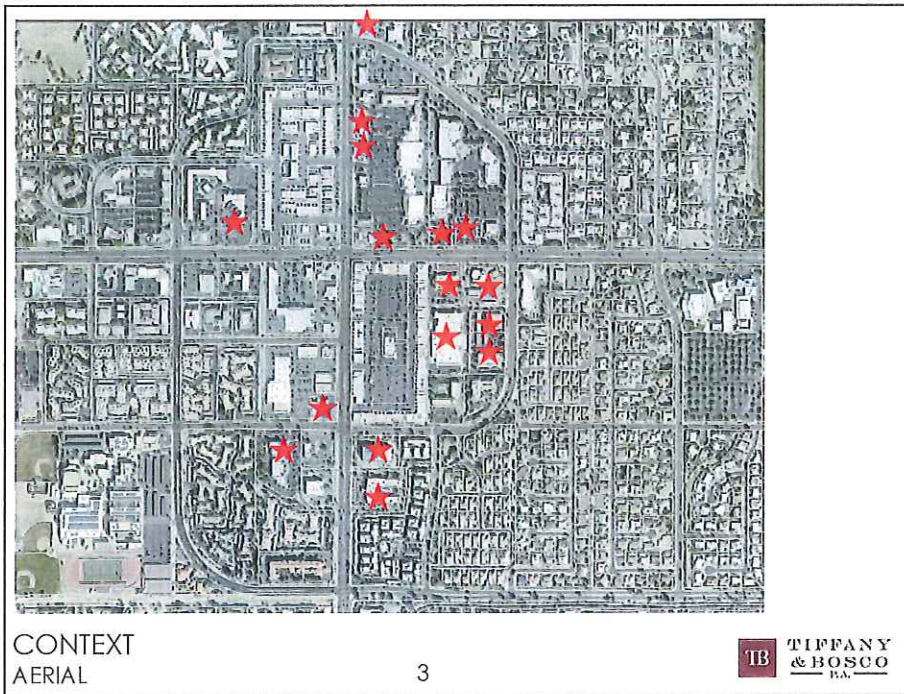 CONTEXT
AERIAL
3
TB
TIFFANY
& BOSCO
P.A.